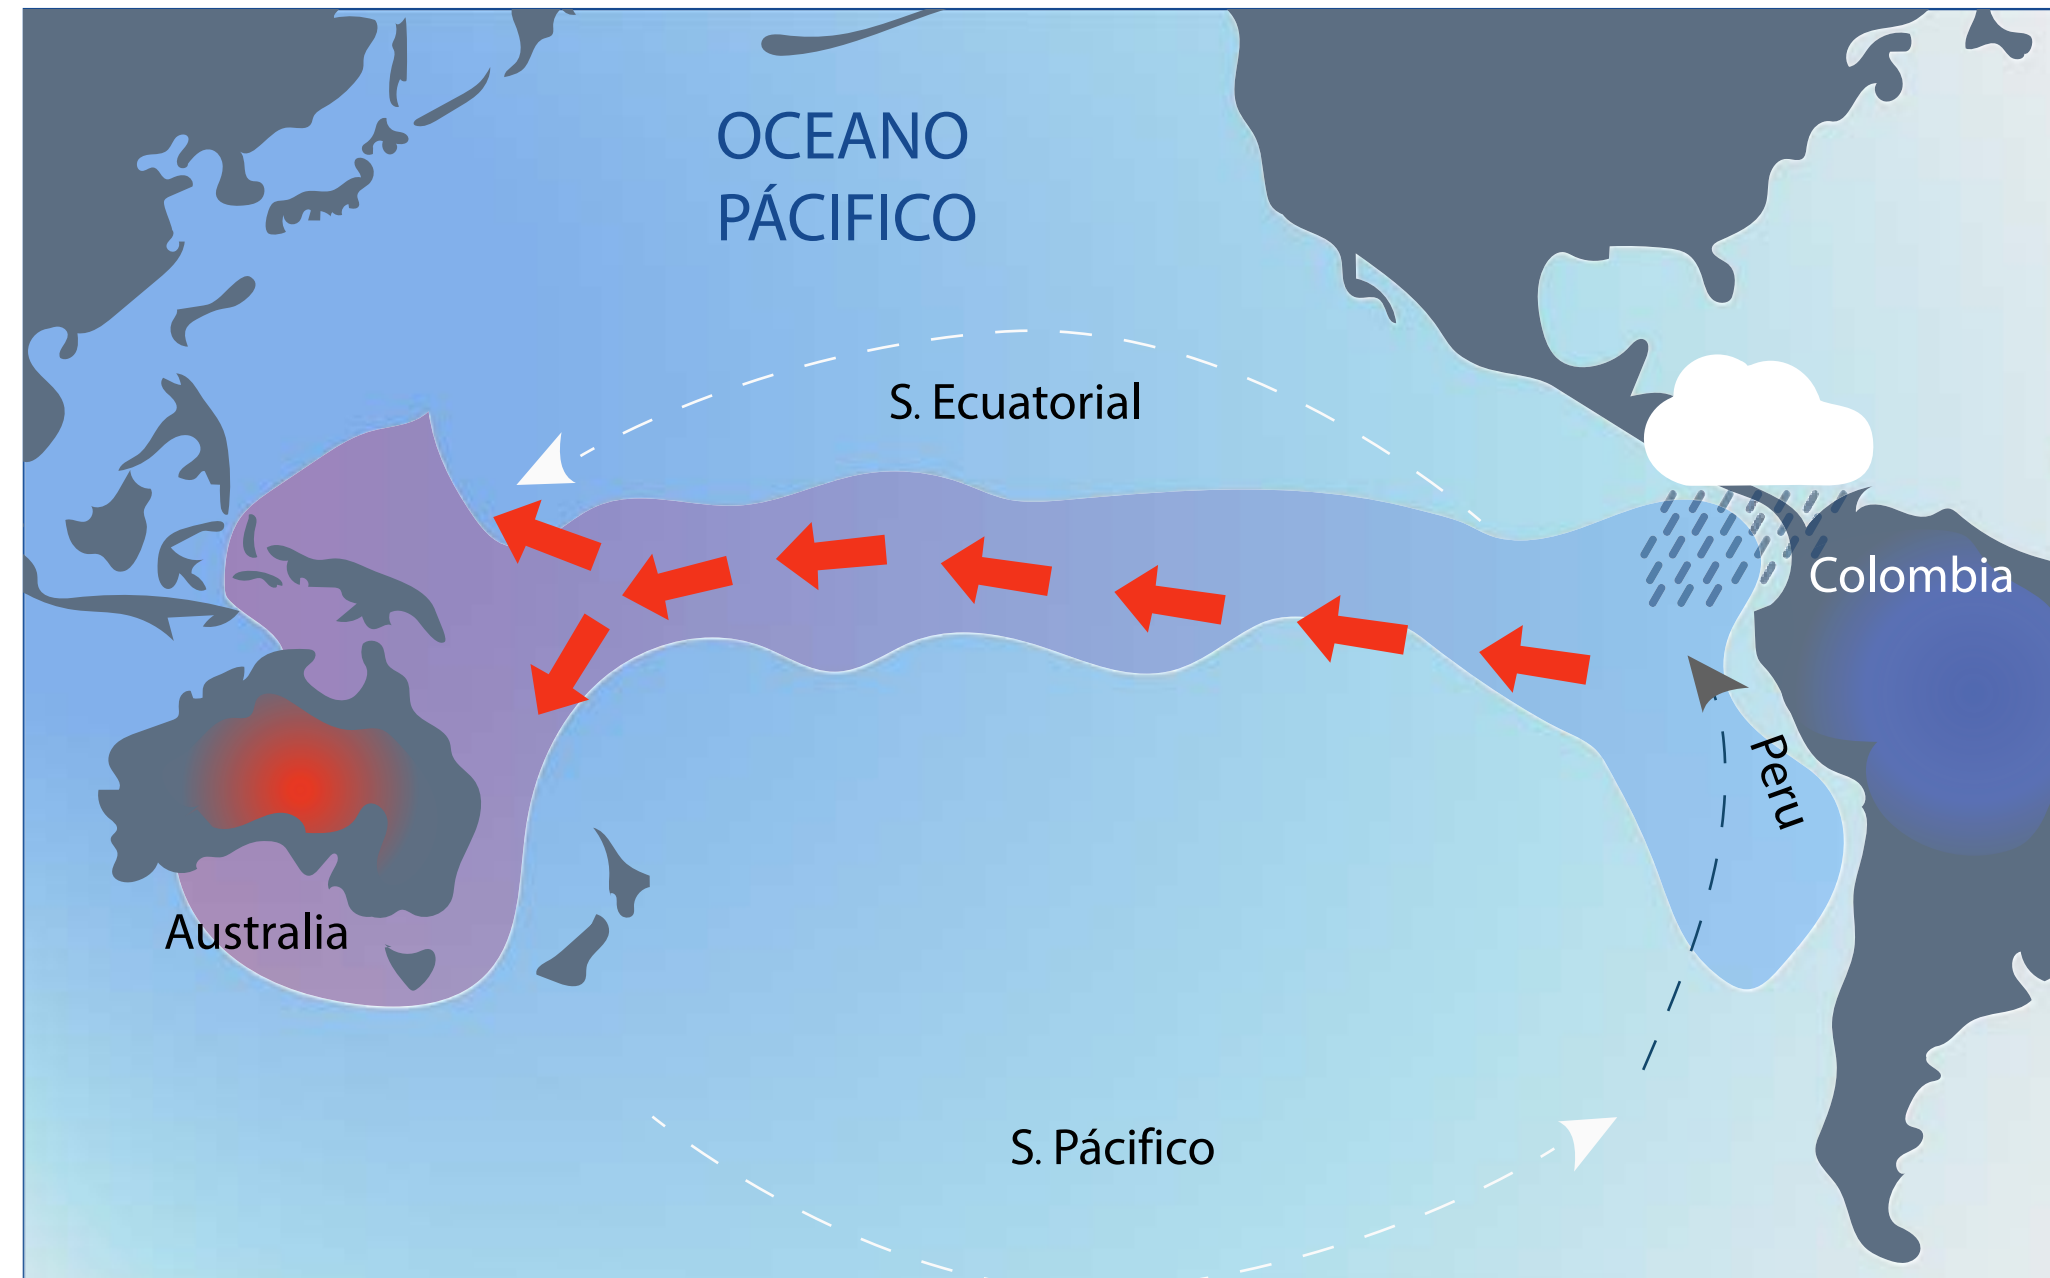 OCEANO
PÁCIFICO
S. Ecuatorial
Colombia
Peru
Australia
S. Pácifico